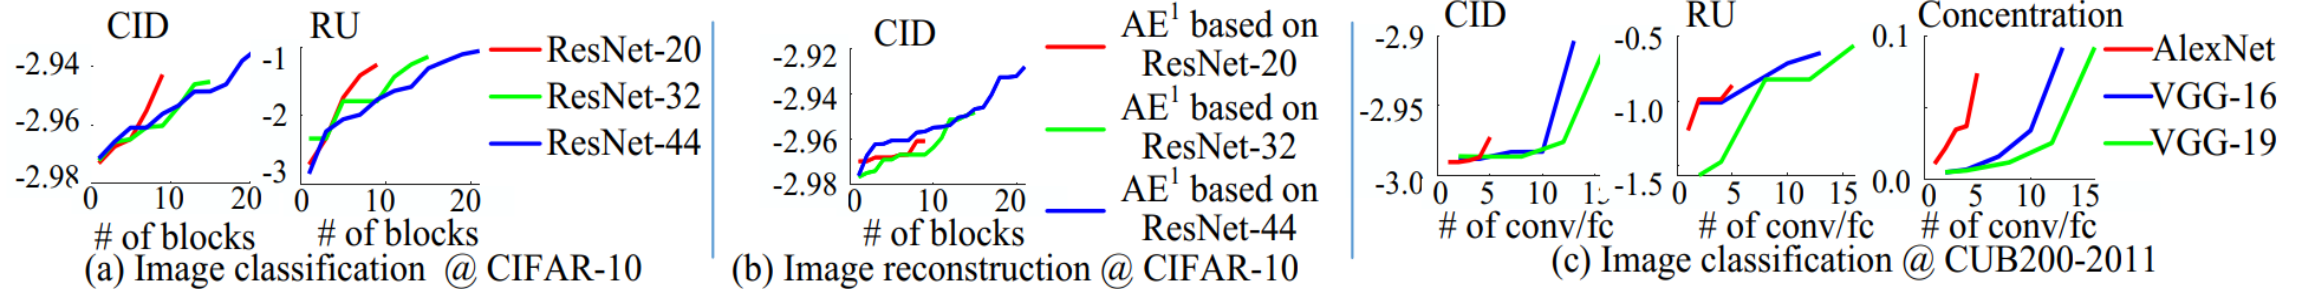 CID
-2.94
-2.96
-2.98
0 10 20
# of blocks
RU
-1
-2
-3
0 10 20
# of blocks
ResNet-20
ResNet-32
ResNet-44
(a) Image classification @ CIFAR-10
CID
-2.92
-2.94
-2.96
-2.98
0 10 20
# of blocks
AE¹ based on
ResNet-20
AE¹ based on
ResNet-32
AE¹ based on
ResNet-44
(b) Image reconstruction @ CIFAR-10
CID
-2.9
-2.95
-3.0
0 5 10
# of conv/fc
RU
-0.5
-1.0
-1.5
0 5 10 15
# of conv/fc
Concentration
0.1
0.0
0 5 10 15
# of conv/fc
AlexNet
VGG-16
VGG-19
(c) Image classification @ CUB200-2011